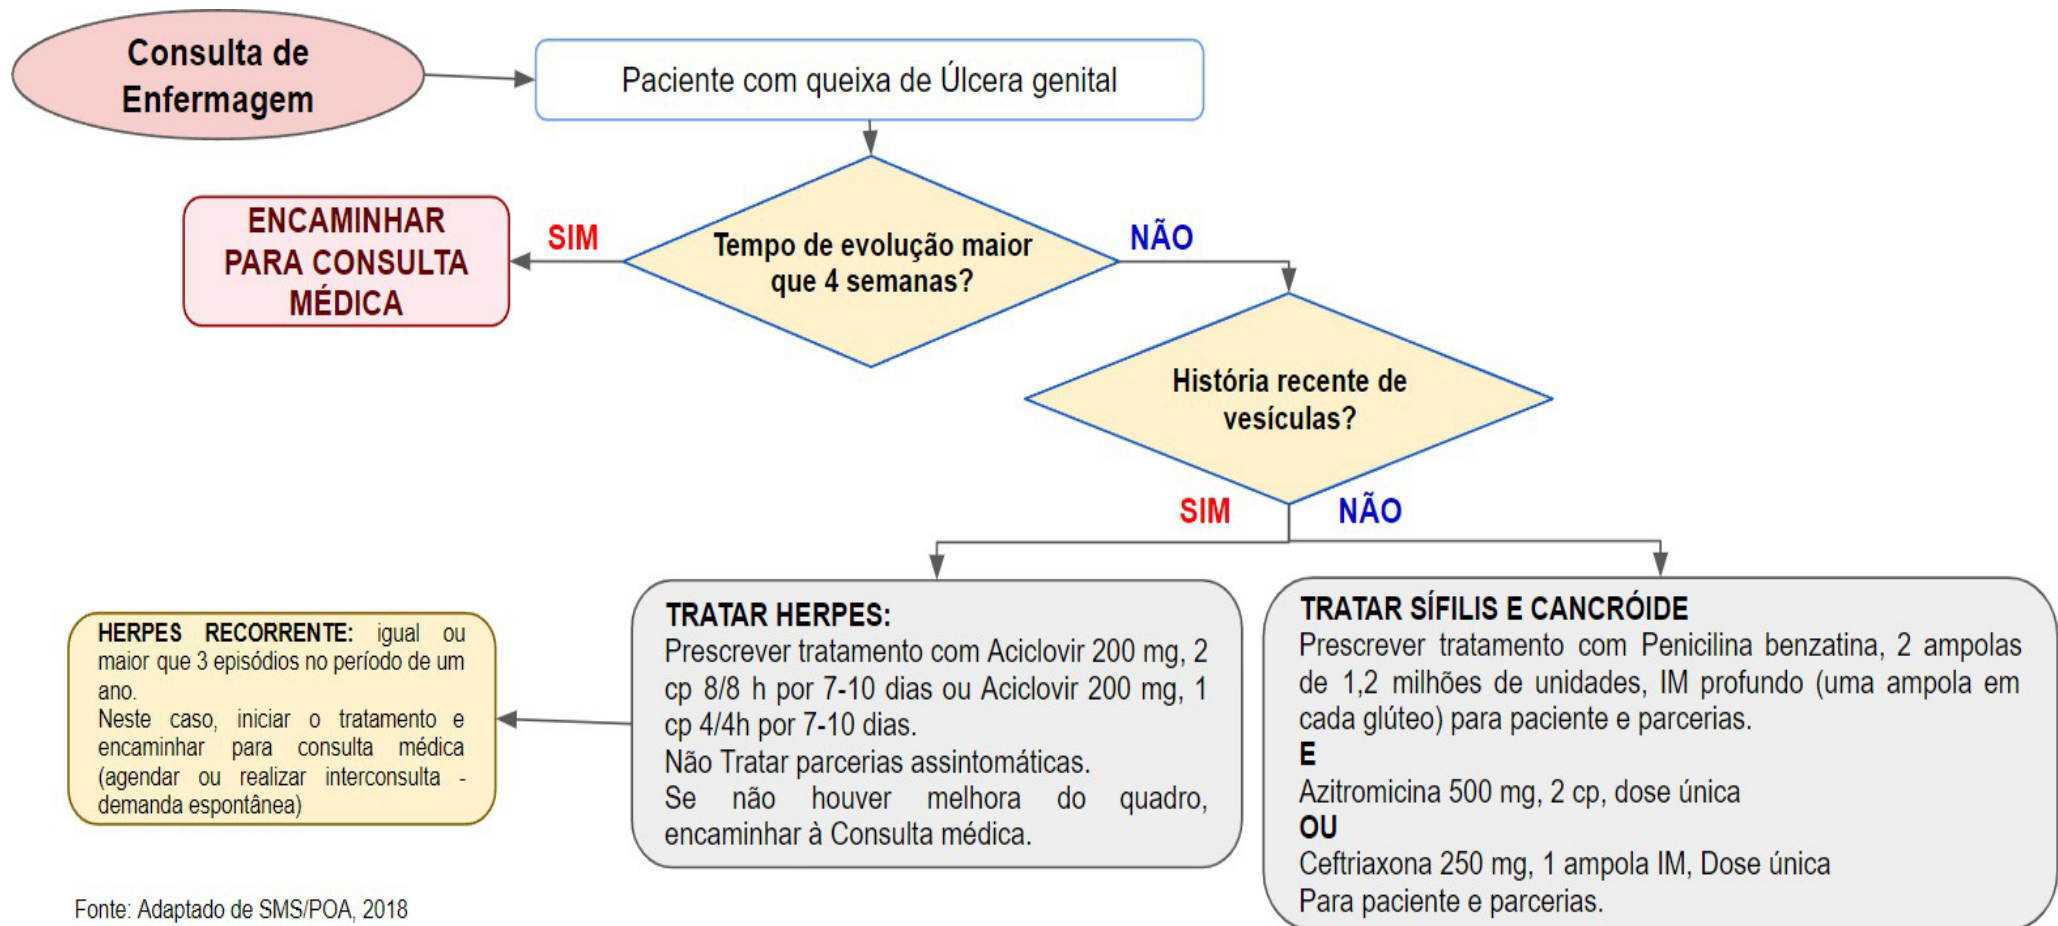 Consulta de
Enfermagem
Paciente com queixa de Úlcera genital
ENCAMINHAR
PARA CONSULTA
MÉDICA
SIM
Tempo de evolução maior
que 4 semanas?
NÃO
História recente de
vesículas?
SIM
NÃO
HERPES RECORRENTE: igual ou
maior que 3 episódios no período de um
ano.
Neste caso, iniciar o tratamento e
encaminhar para consulta médica
(agendar ou realizar interconsulta -
demanda espontânea)
TRATAR HERPES:
Prescrever tratamento com Aciclovir 200 mg, 2
cp 8/8 h por 7-10 dias ou Aciclovir 200 mg, 1
cp 4/4h por 7-10 dias.
Não Tratar parcerias assintomáticas.
Se não houver melhora do quadro,
encaminhar à Consulta médica.
TRATAR SÍFILIS E CANCRÓIDE
Prescrever tratamento com Penicilina benzatina, 2 ampolas
de 1,2 milhões de unidades, IM profundo (uma ampola em
cada glúteo) para paciente e parcerias.
E
Azitromicina 500 mg, 2 cp, dose única
OU
Ceftriaxona 250 mg, 1 ampola IM, Dose única
Para paciente e parcerias.
Fonte: Adaptado de SMS/POA, 2018